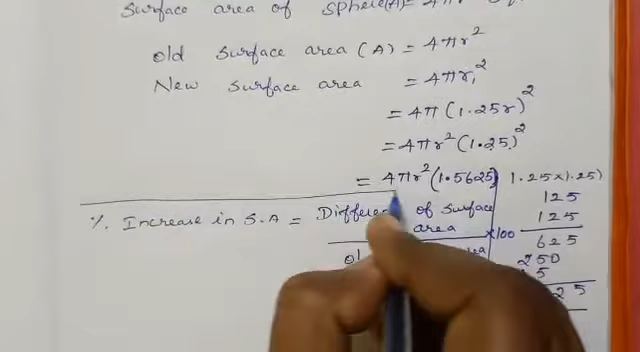 Surface area of sphere(A) = 4πr² Sq.
old surface area (A) = 4πr²
New surface area = 4πr₁²
= 4π (1.25r)²
= 4πr² (1.25)²
= 4πr² (1.5625) 1.25×1.25)
125
125
625
250
25
% Increase in S.A = of surface
area ×100